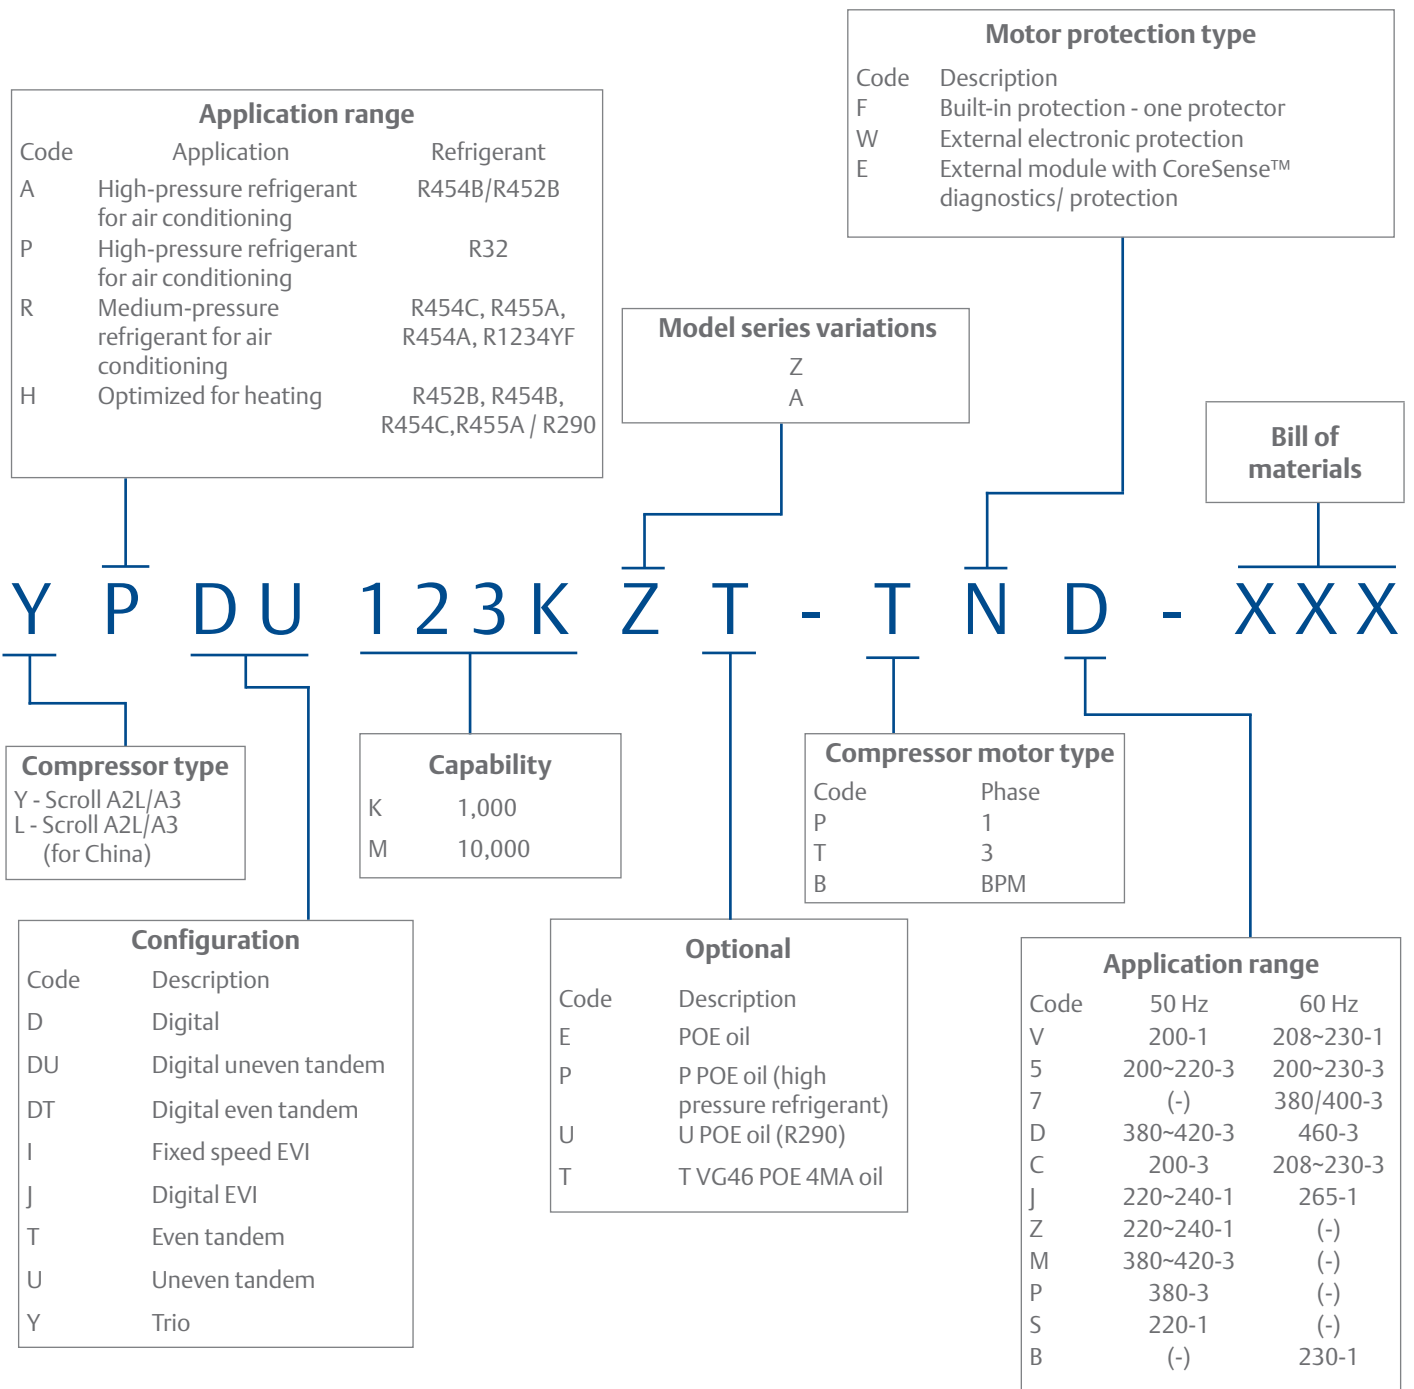 Motor protection type
Code Description
F Built-in protection - one protector
W External electronic protection
E External module with CoreSense™
diagnostics/ protection
Application range
Code Application Refrigerant
A High-pressure refrigerant R454B/R452B
for air conditioning
P High-pressure refrigerant R32
for air conditioning
R Medium-pressure R454C, R455A,
refrigerant for air R454A, R1234YF
conditioning
H Optimized for heating R452B, R454B,
R454C,R455A / R290
Model series variations
Z
A
Bill of
materials
Y P D U 1 2 3 K Z T - T N D - X X X
Compressor type
Y - Scroll A2L/A3
L - Scroll A2L/A3
(for China)
Capability
K 1,000
M 10,000
Compressor motor type
Code Phase
P 1
T 3
B BPM
Configuration
Code Description
D Digital
DU Digital uneven tandem
DT Digital even tandem
I Fixed speed EVI
J Digital EVI
T Even tandem
U Uneven tandem
Y Trio
Optional
Code Description
E POE oil
P P POE oil (high
pressure refrigerant)
U U POE oil (R290)
T T VG46 POE 4MA oil
Application range
Code 50 Hz 60 Hz
V 200-1 208~230-1
5 200~220-3 200~230-3
7 (-) 380/400-3
D 380~420-3 460-3
C 200-3 208~230-3
J 220~240-1 265-1
Z 220~240-1 (-)
M 380~420-3 (-)
P 380-3 (-)
S 220-1 (-)
B (-) 230-1